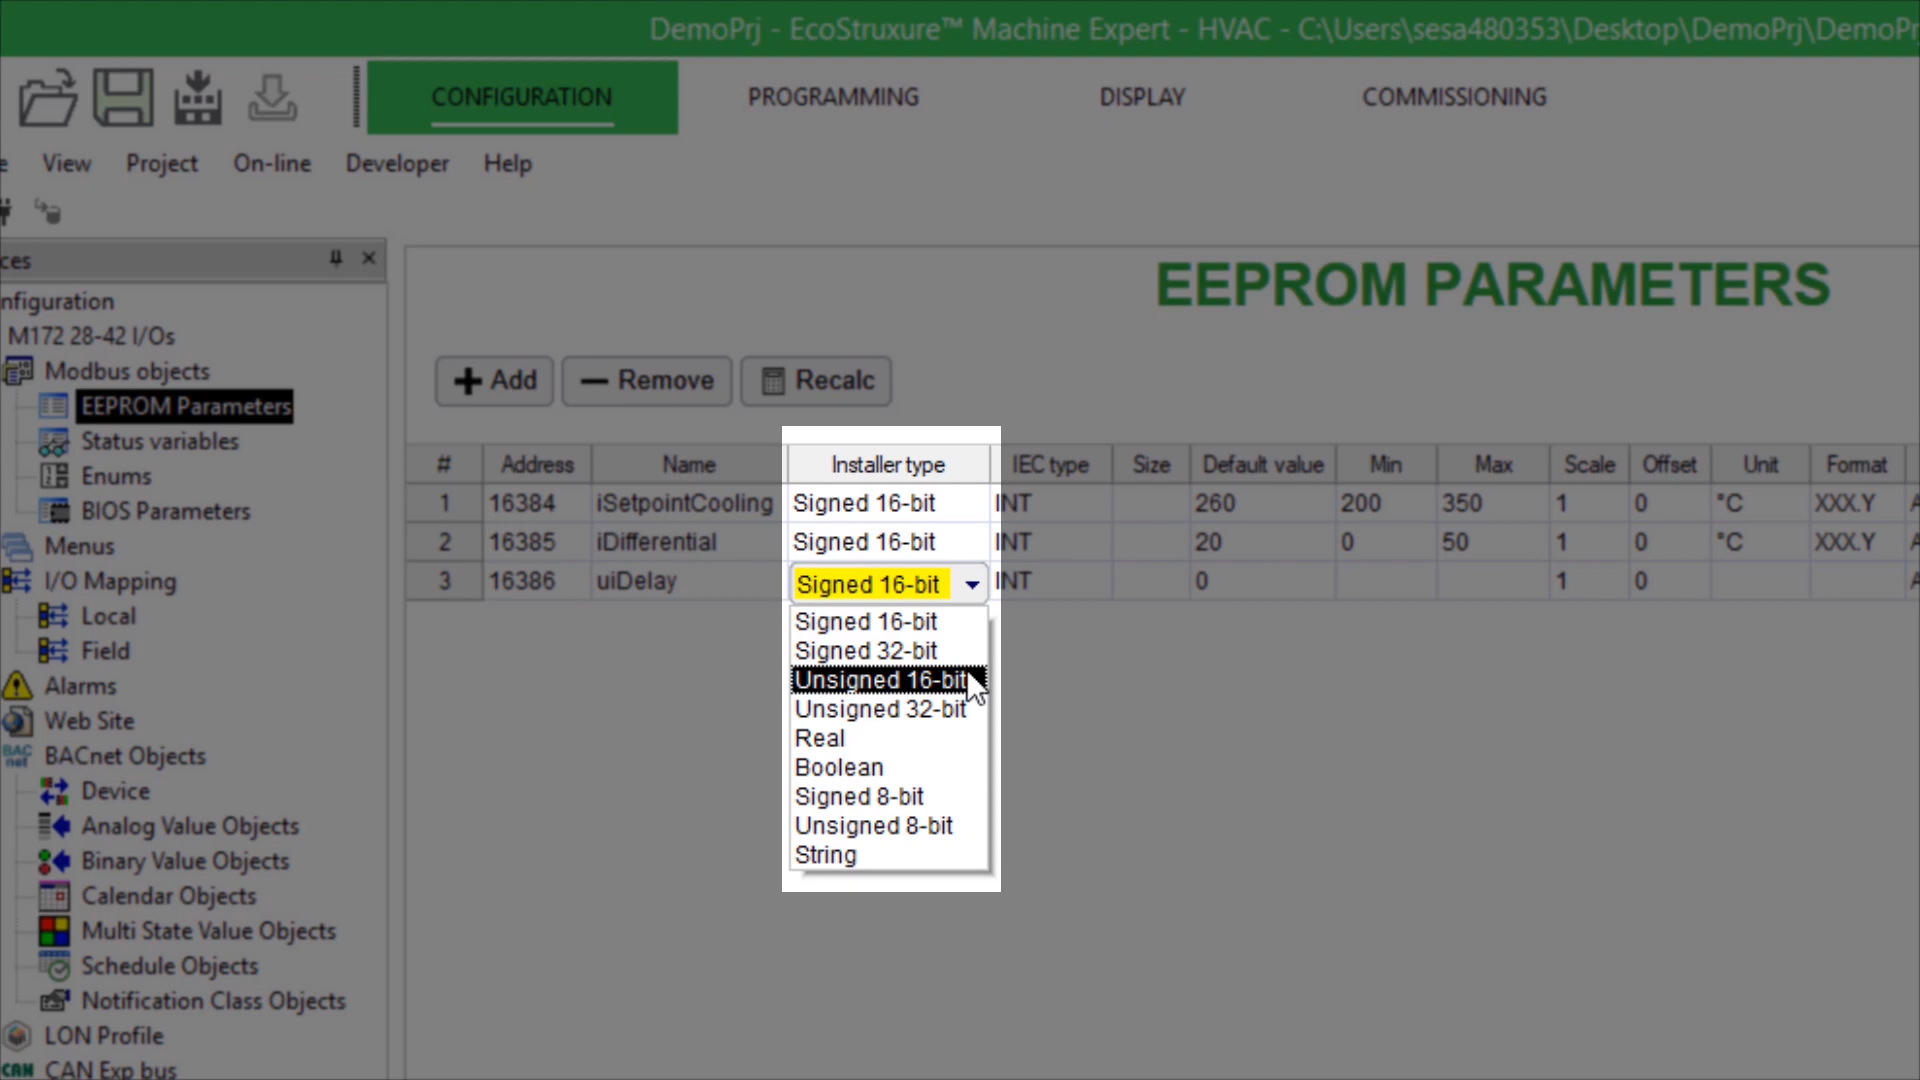 DemoPrj - EcoStruxure™ Machine Expert - HVAC - C:\Users\sesa480353\Desktop\DemoPrj\DemoPr
CONFIGURATION PROGRAMMING DISPLAY COMMISSIONING
e View Project On-line Developer Help
ces
nfiguration
M172 28-42 I/Os
Modbus objects
EEPROM Parameters
Status variables
Enums
BIOS Parameters
Menus
I/O Mapping
Local
Field
Alarms
Web Site
BACnet Objects
Device
Analog Value Objects
Binary Value Objects
Calendar Objects
Multi State Value Objects
Schedule Objects
Notification Class Objects
LON Profile
CAN CAN Exp bus
EEPROM PARAMETERS
Add Remove Recalc
# Address Name Installer type IEC type Size Default value Min Max Scale Offset Unit Format
1 16384 iSetpointCooling Signed 16-bit INT 260 200 350 1 0 °C XXX.Y A
2 16385 iDifferential Signed 16-bit INT 20 0 50 1 0 °C XXX.Y A
3 16386 uiDelay Signed 16-bit INT 0 1 0 A
Signed 16-bit
Signed 32-bit
Unsigned 16-bit
Unsigned 32-bit
Real
Boolean
Signed 8-bit
Unsigned 8-bit
String